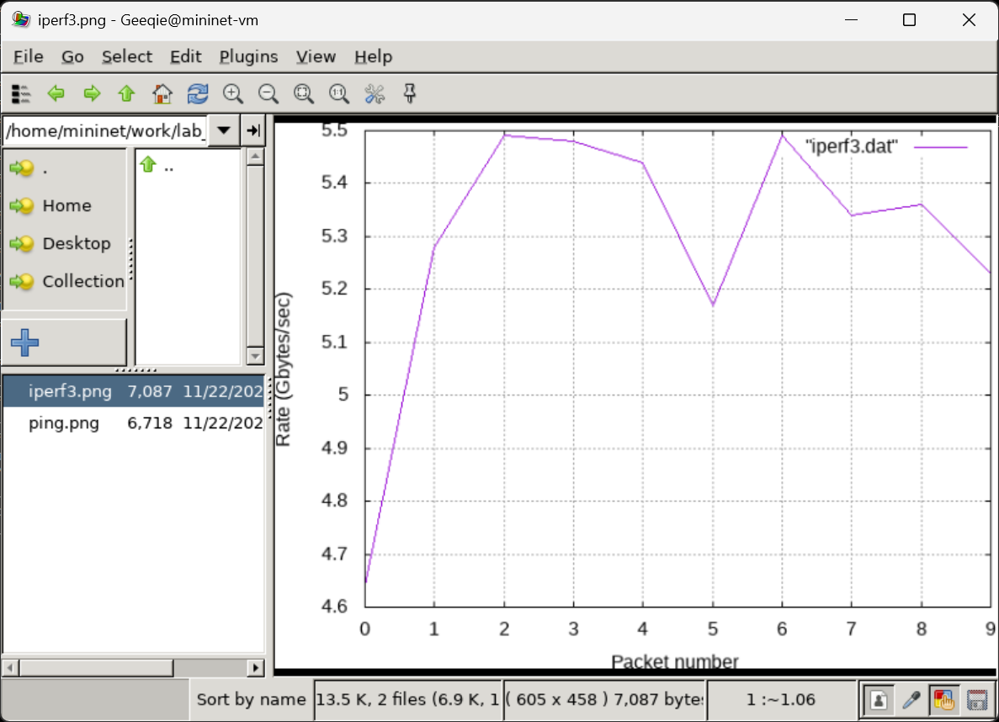 iperf3.png - Geeqie@mininet-vm
File Go Select Edit Plugins View Help
1:1
/home/mininet/work/lab_
.
Home
Desktop
Collection
..
iperf3.png 7,087 11/22/202
ping.png 6,718 11/22/202
5.5
5.4
5.3
5.2
5.1
5
4.9
4.8
4.7
4.6
Rate (Gbytes/sec)
"iperf3.dat"
0 1 2 3 4 5 6 7 8 9
Packet number
Sort by name 13.5 K, 2 files (6.9 K, 1 ( 605 x 458 ) 7,087 bytes 1 :~1.06